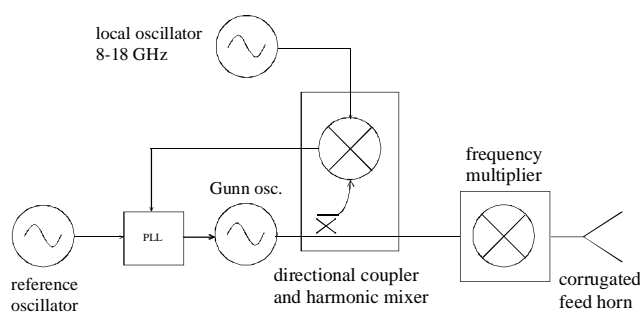 local oscillator
8-18 GHz
frequency
multiplier
Gunn osc.
PLL
reference
oscillator
directional coupler
and harmonic mixer
corrugated
feed horn